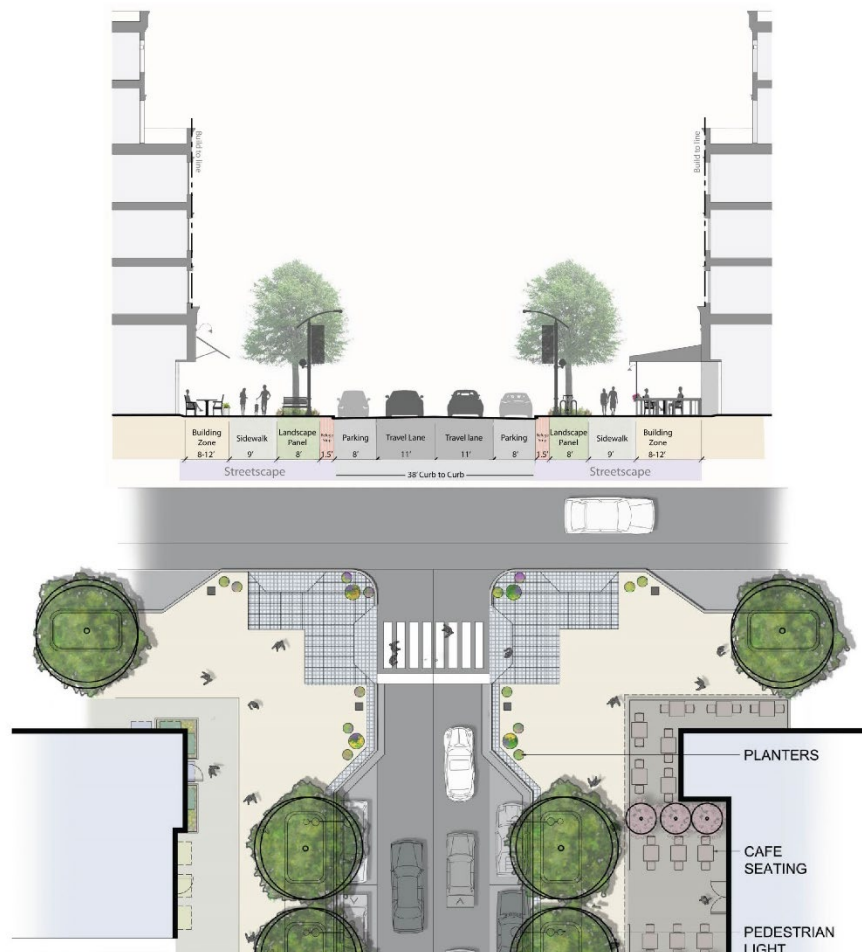 Build to line
Build to line
Building Zone 8-12'
Sidewalk 9'
Landscape Panel 8'
1.5'
Parking 8'
Travel Lane 11'
Travel lane 11'
Parking 8'
1.5'
Landscape Panel 8'
Sidewalk 9'
Building Zone 8-12'
Streetscape
38' Curb to Curb
Streetscape
PLANTERS
CAFE
SEATING
PEDESTRIAN
LIGHT